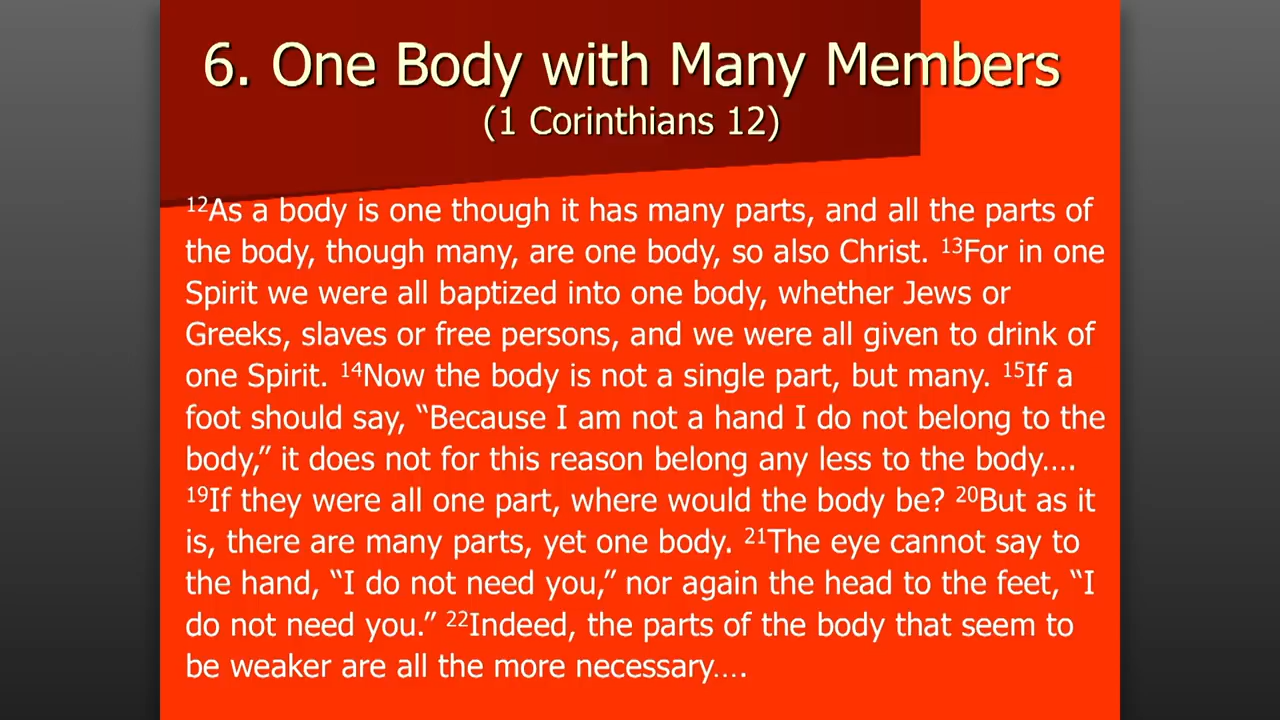 6. One Body with Many Members
(1 Corinthians 12)
¹²As a body is one though it has many parts, and all the parts of
the body, though many, are one body, so also Christ. ¹³For in one
Spirit we were all baptized into one body, whether Jews or
Greeks, slaves or free persons, and we were all given to drink of
one Spirit. ¹⁴Now the body is not a single part, but many. ¹⁵If a
foot should say, “Because I am not a hand I do not belong to the
body,” it does not for this reason belong any less to the body….
¹⁹If they were all one part, where would the body be? ²⁰But as it
is, there are many parts, yet one body. ²¹The eye cannot say to
the hand, “I do not need you,” nor again the head to the feet, “I
do not need you.” ²²Indeed, the parts of the body that seem to
be weaker are all the more necessary….